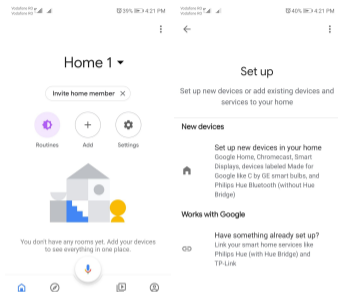 Vodafone HU
Vodafone HU
39% 4:21 PM
Home 1
Invite home member
Routines
Add
Settings
You don't have any rooms yet. Add your devices
to see everything in one place.
Vodafone HU
Vodafone HU
40% 4:21 PM
Set up
Set up new devices or add existing devices and
services to your home
New devices
Set up new devices in your home
Google Home, Chromecast, Smart
Displays, devices labeled Made for
Google like C by GE smart bulbs, and
Philips Hue Bluetooth (without Hue
Bridge)
Works with Google
Have something already set up?
Link your smart home services like
Philips Hue (with Hue Bridge) and
TP-Link